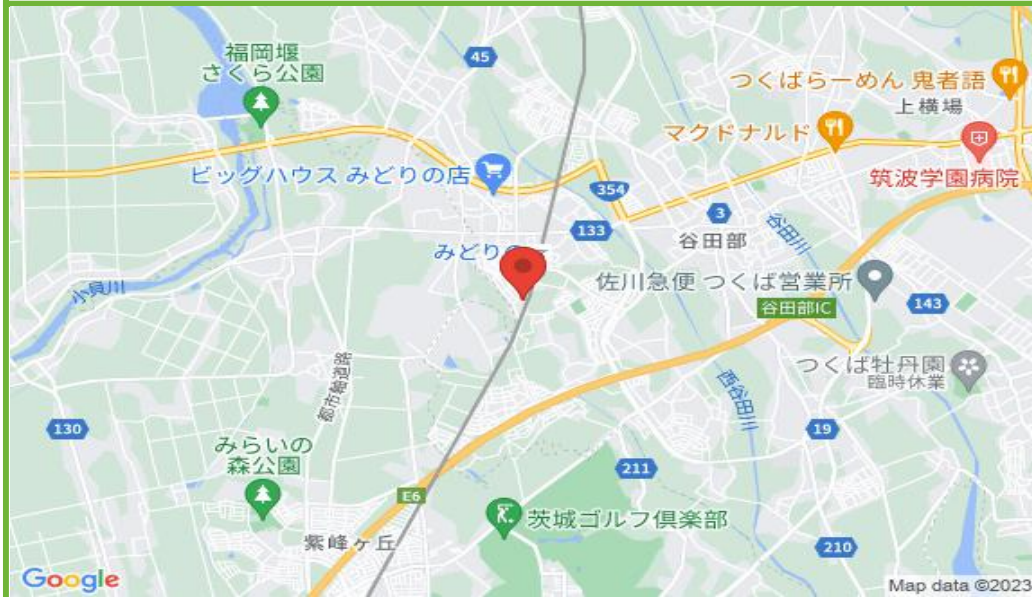 福岡堰
さくら公園
45
つくばらーめん 鬼者語
上横場
マクドナルド
筑波学園病院
ビッグハウス みどりの店
354
3
133
谷田部
谷田川
みどり
佐川急便 つくば営業所
谷田部IC
143
小貝川
つくば牡丹園
臨時休業
都市軸道路
西谷田川
130
19
みらいの
森公園
211
E6
茨城ゴルフ倶楽部
紫峰ヶ丘
210
Google
Map data ©2023